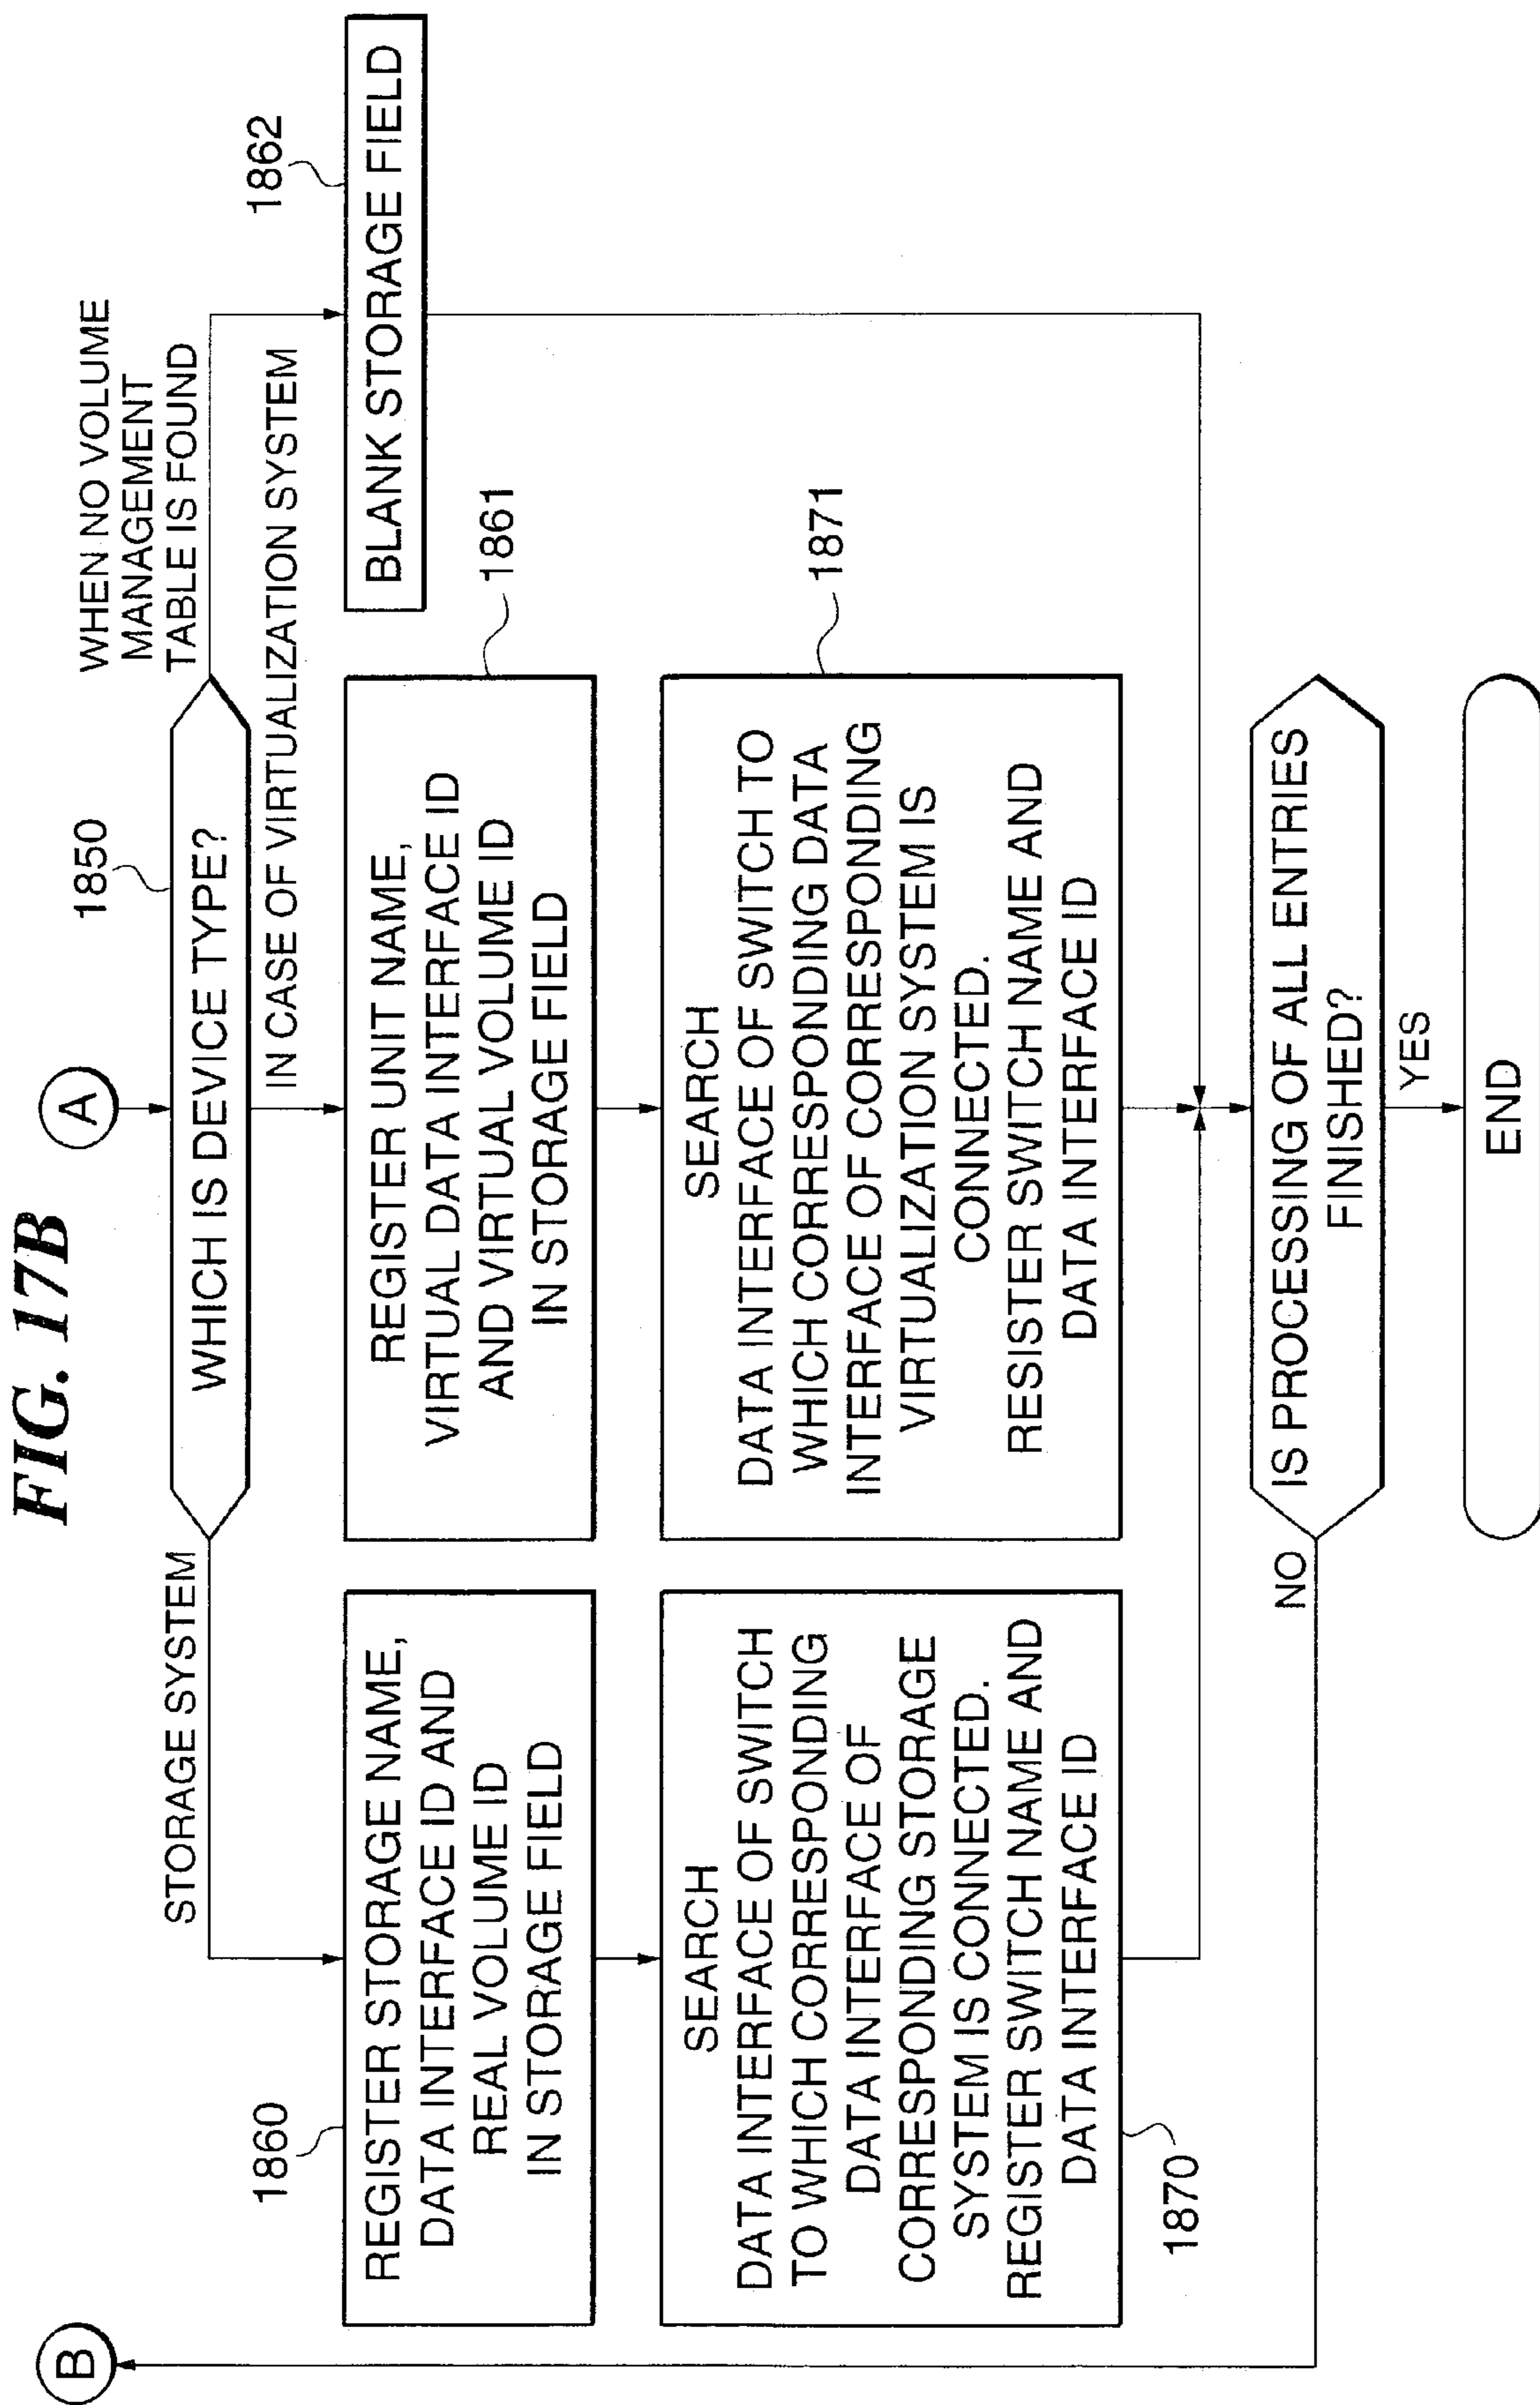 FIG. 17B
B
A
1850
WHICH IS DEVICE TYPE?
STORAGE SYSTEM
IN CASE OF VIRTUALIZATION SYSTEM
WHEN NO VOLUME
MANAGEMENT
TABLE IS FOUND
1860
REGISTER STORAGE NAME,
DATA INTERFACE ID AND
REAL VOLUME ID
IN STORAGE FIELD
REGISTER UNIT NAME,
VIRTUAL DATA INTERFACE ID
AND VIRTUAL VOLUME ID
IN STORAGE FIELD
1861
1862
BLANK STORAGE FIELD
SEARCH
DATA INTERFACE OF SWITCH
TO WHICH CORRESPONDING
DATA INTERFACE OF
CORRESPONDING STORAGE
SYSTEM IS CONNECTED.
REGISTER SWITCH NAME AND
DATA INTERFACE ID
1870
SEARCH
DATA INTERFACE OF SWITCH TO
WHICH CORRESPONDING DATA
INTERFACE OF CORRESPONDING
VIRTUALIZATION SYSTEM IS
CONNECTED.
RESISTER SWITCH NAME AND
DATA INTERFACE ID
1871
IS PROCESSING OF ALL ENTRIES
FINISHED?
NO
YES
END